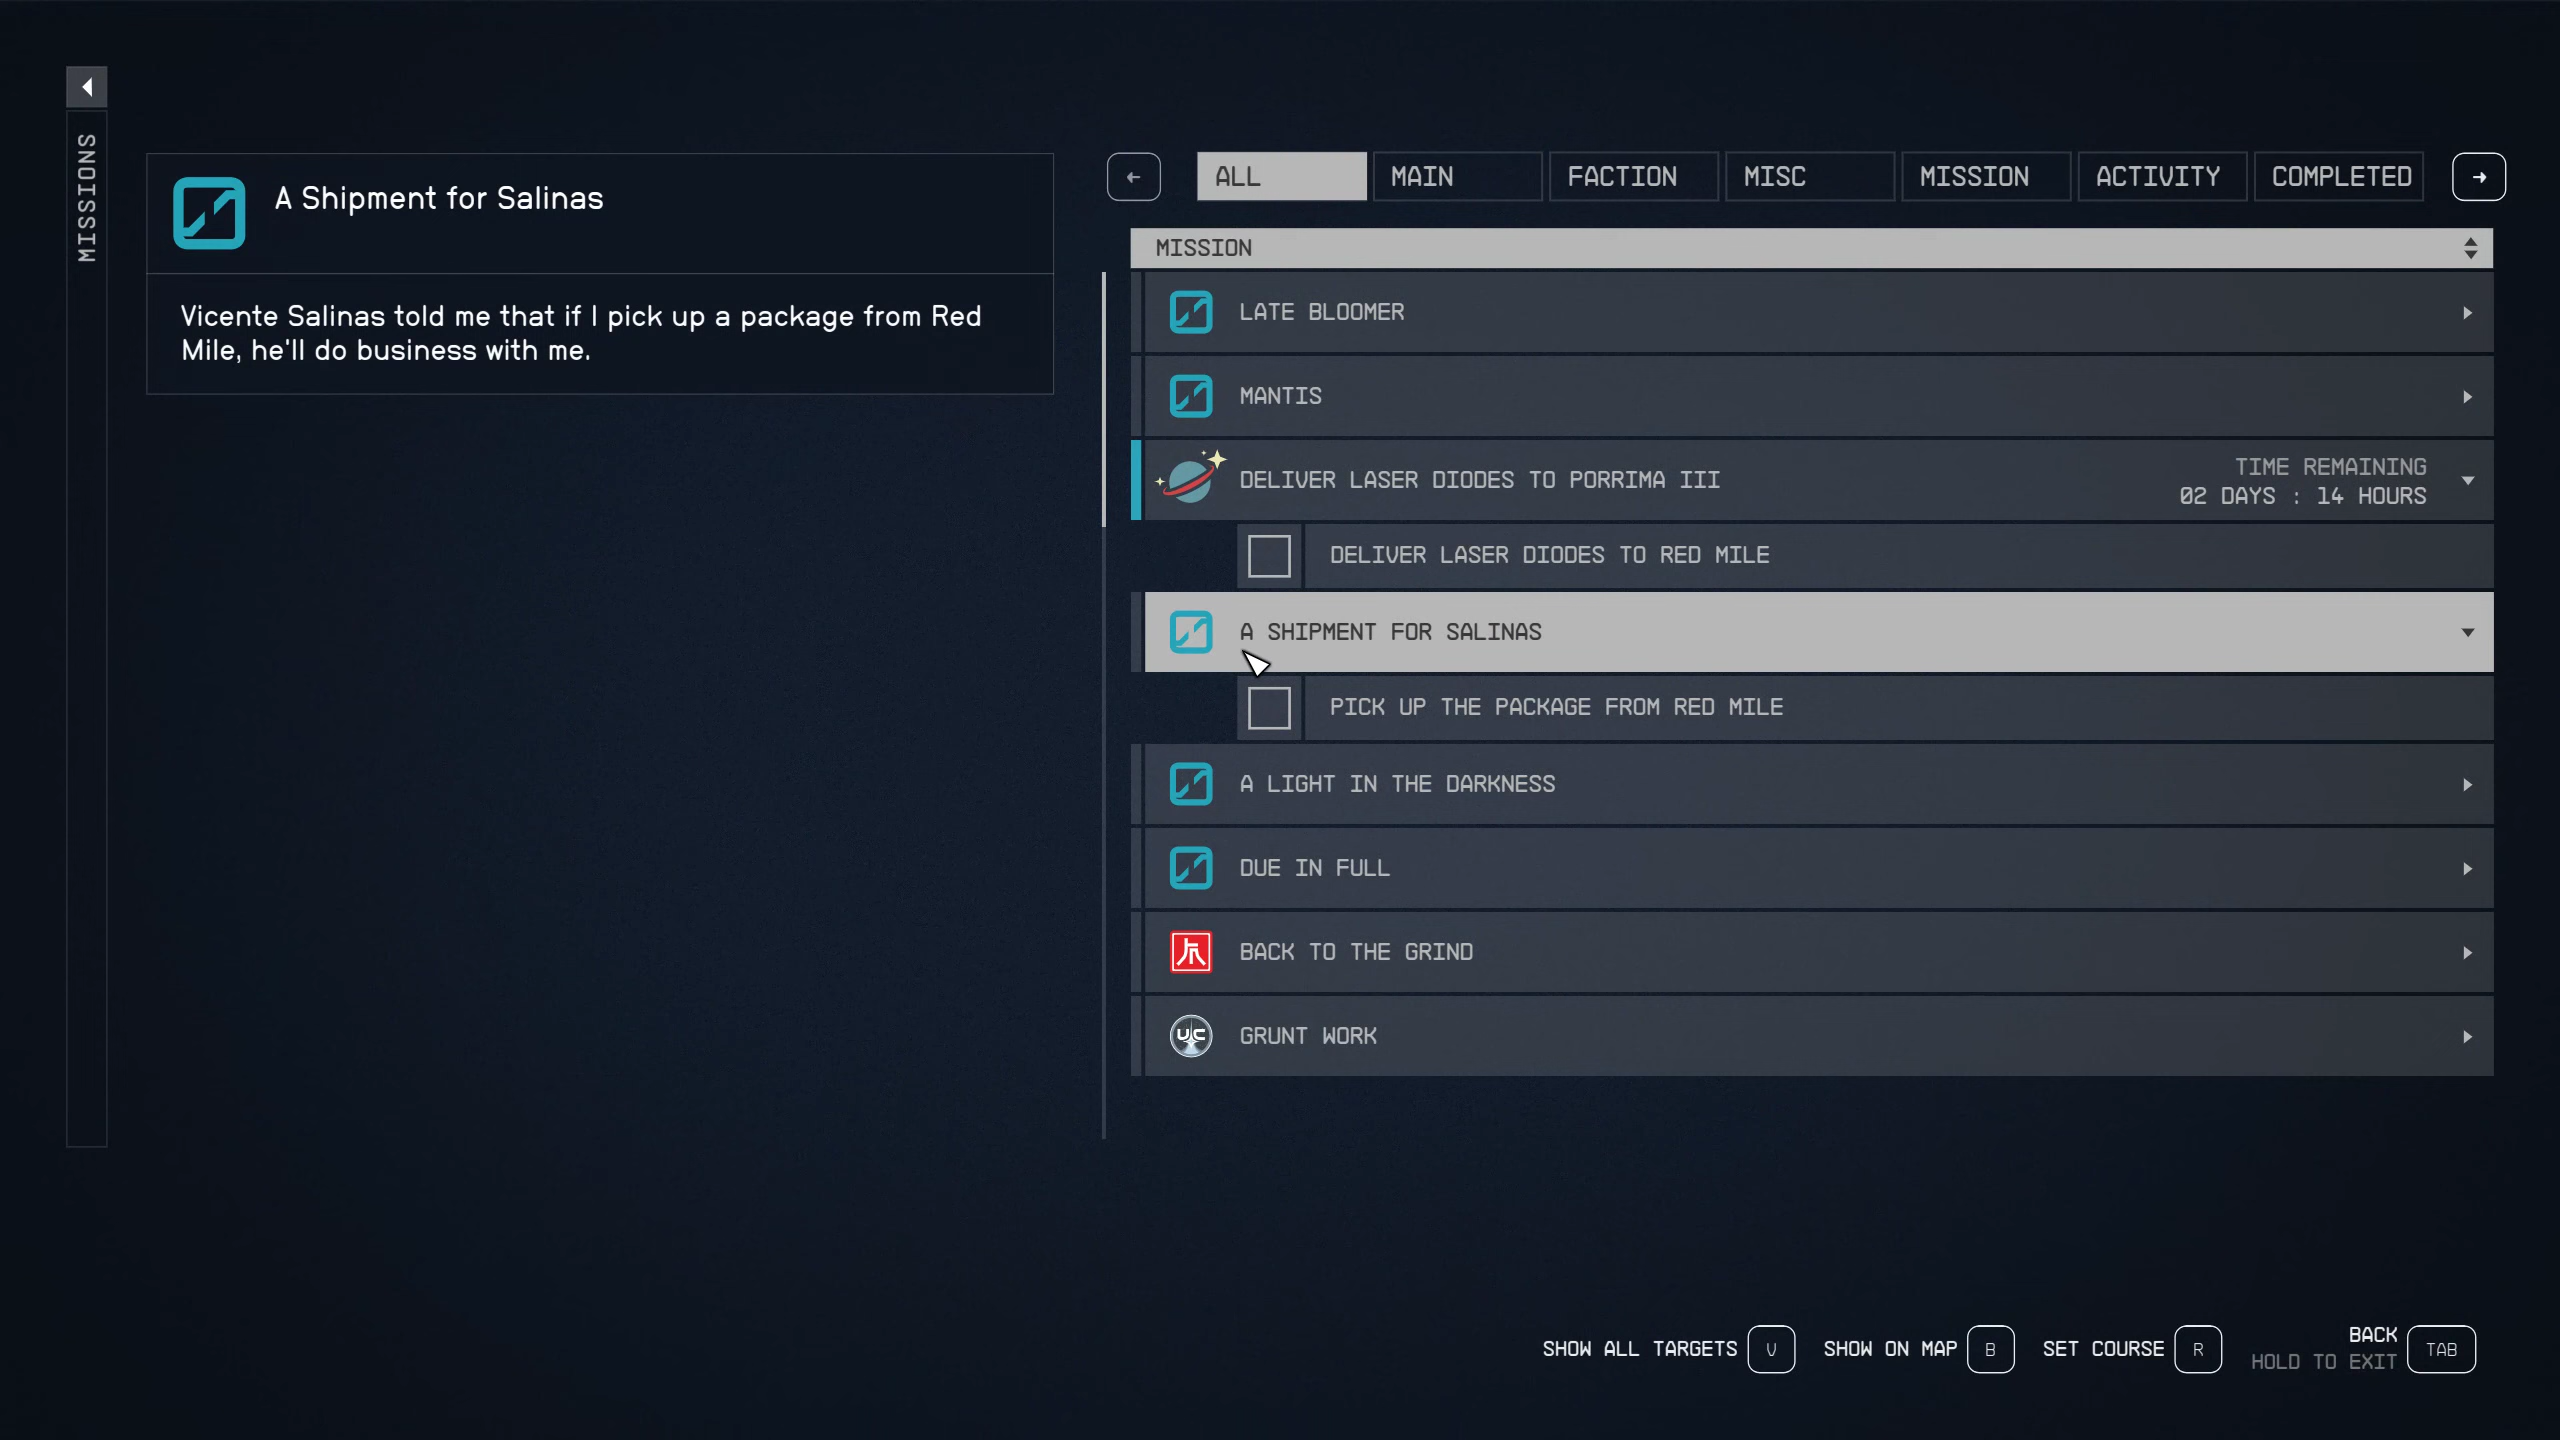 MISSIONS
A Shipment for Salinas
Vicente Salinas told me that if I pick up a package from Red
Mile, he'll do business with me.
ALL
MAIN
FACTION
MISC
MISSION
ACTIVITY
COMPLETED
MISSION
LATE BLOOMER
MANTIS
DELIVER LASER DIODES TO PORRIMA III
TIME REMAINING
02 DAYS : 14 HOURS
DELIVER LASER DIODES TO RED MILE
A SHIPMENT FOR SALINAS
PICK UP THE PACKAGE FROM RED MILE
A LIGHT IN THE DARKNESS
DUE IN FULL
BACK TO THE GRIND
UC
GRUNT WORK
SHOW ALL TARGETS V
SHOW ON MAP B
SET COURSE R
BACK
HOLD TO EXIT
TAB